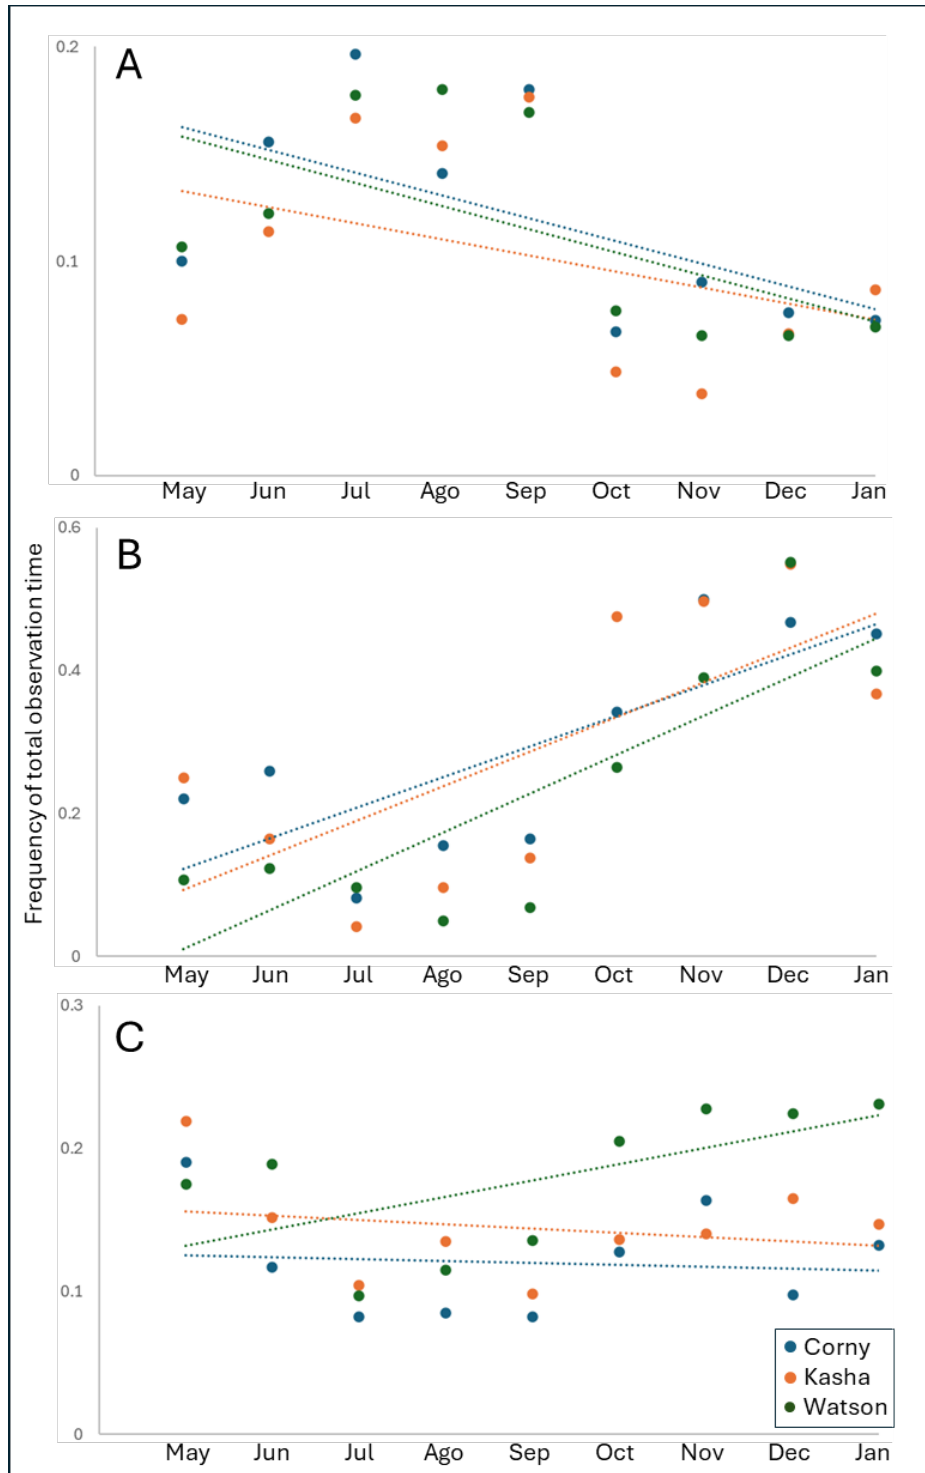 A
0.2
0.1
0
May Jun Jul Ago Sep Oct Nov Dec Jan
Frequency of total observation time
B
0.6
0.4
0.2
0
May Jun Jul Ago Sep Oct Nov Dec Jan
C
0.3
0.2
0.1
0
May Jun Jul Ago Sep Oct Nov Dec Jan
Corny
Kasha
Watson